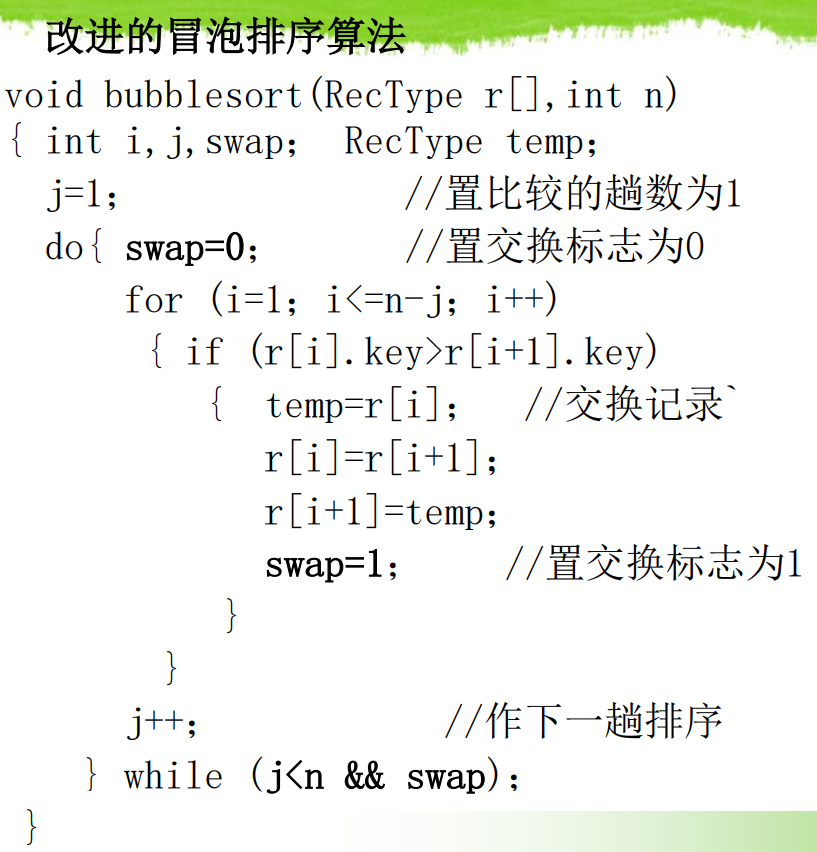 改进的冒泡排序算法
void bubblesort(RecType r[],int n)
{ int i,j,swap; RecType temp;
j=1; //置比较的趟数为1
do{ swap=0; //置交换标志为0
for (i=1; i<=n-j; i++)
{ if (r[i].key>r[i+1].key)
{ temp=r[i]; //交换记录`
r[i]=r[i+1];
r[i+1]=temp;
swap=1; //置交换标志为1
}
}
j++; //作下一趟排序
} while (j<n && swap);
}